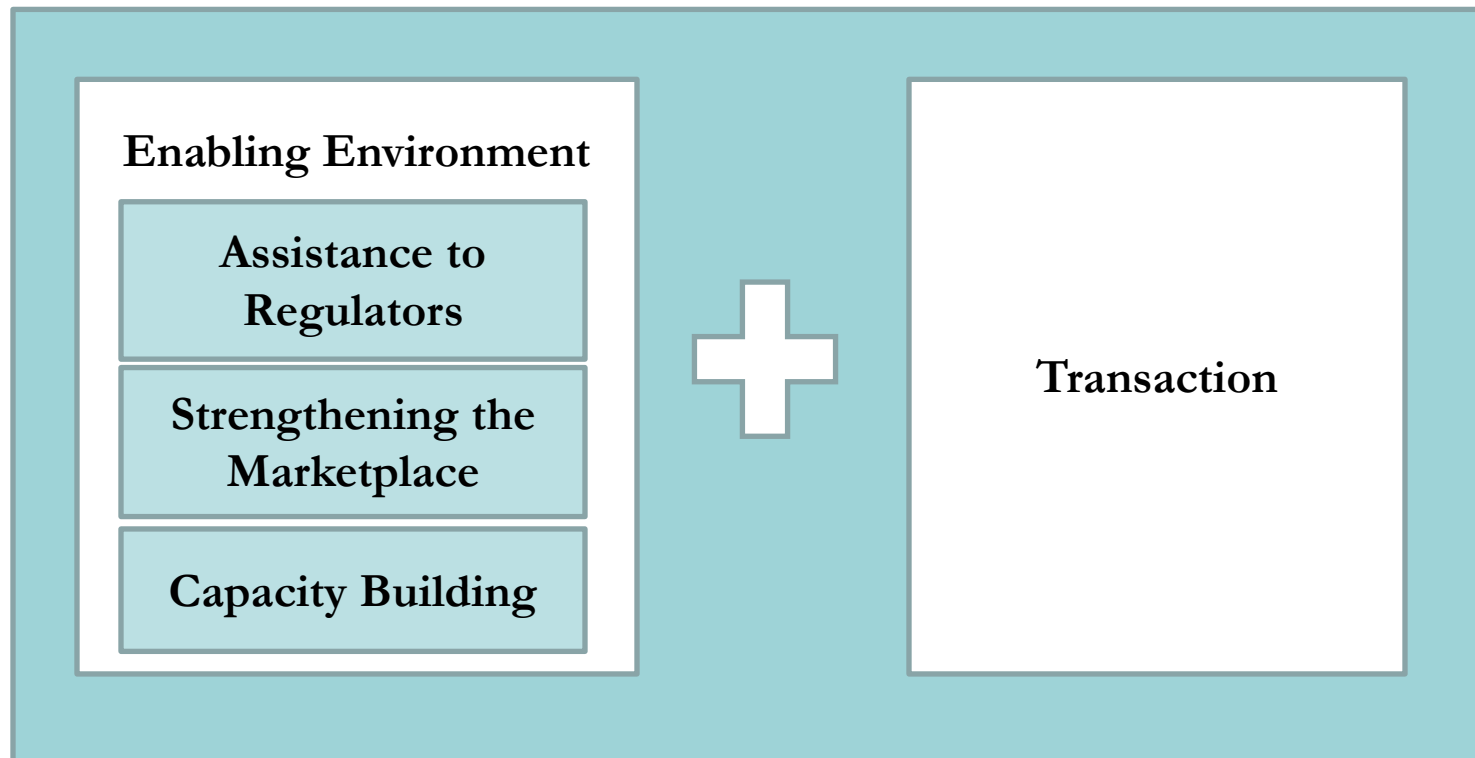 Enabling Environment
Assistance to
Regulators
Strengthening the
Marketplace
Capacity Building
Transaction